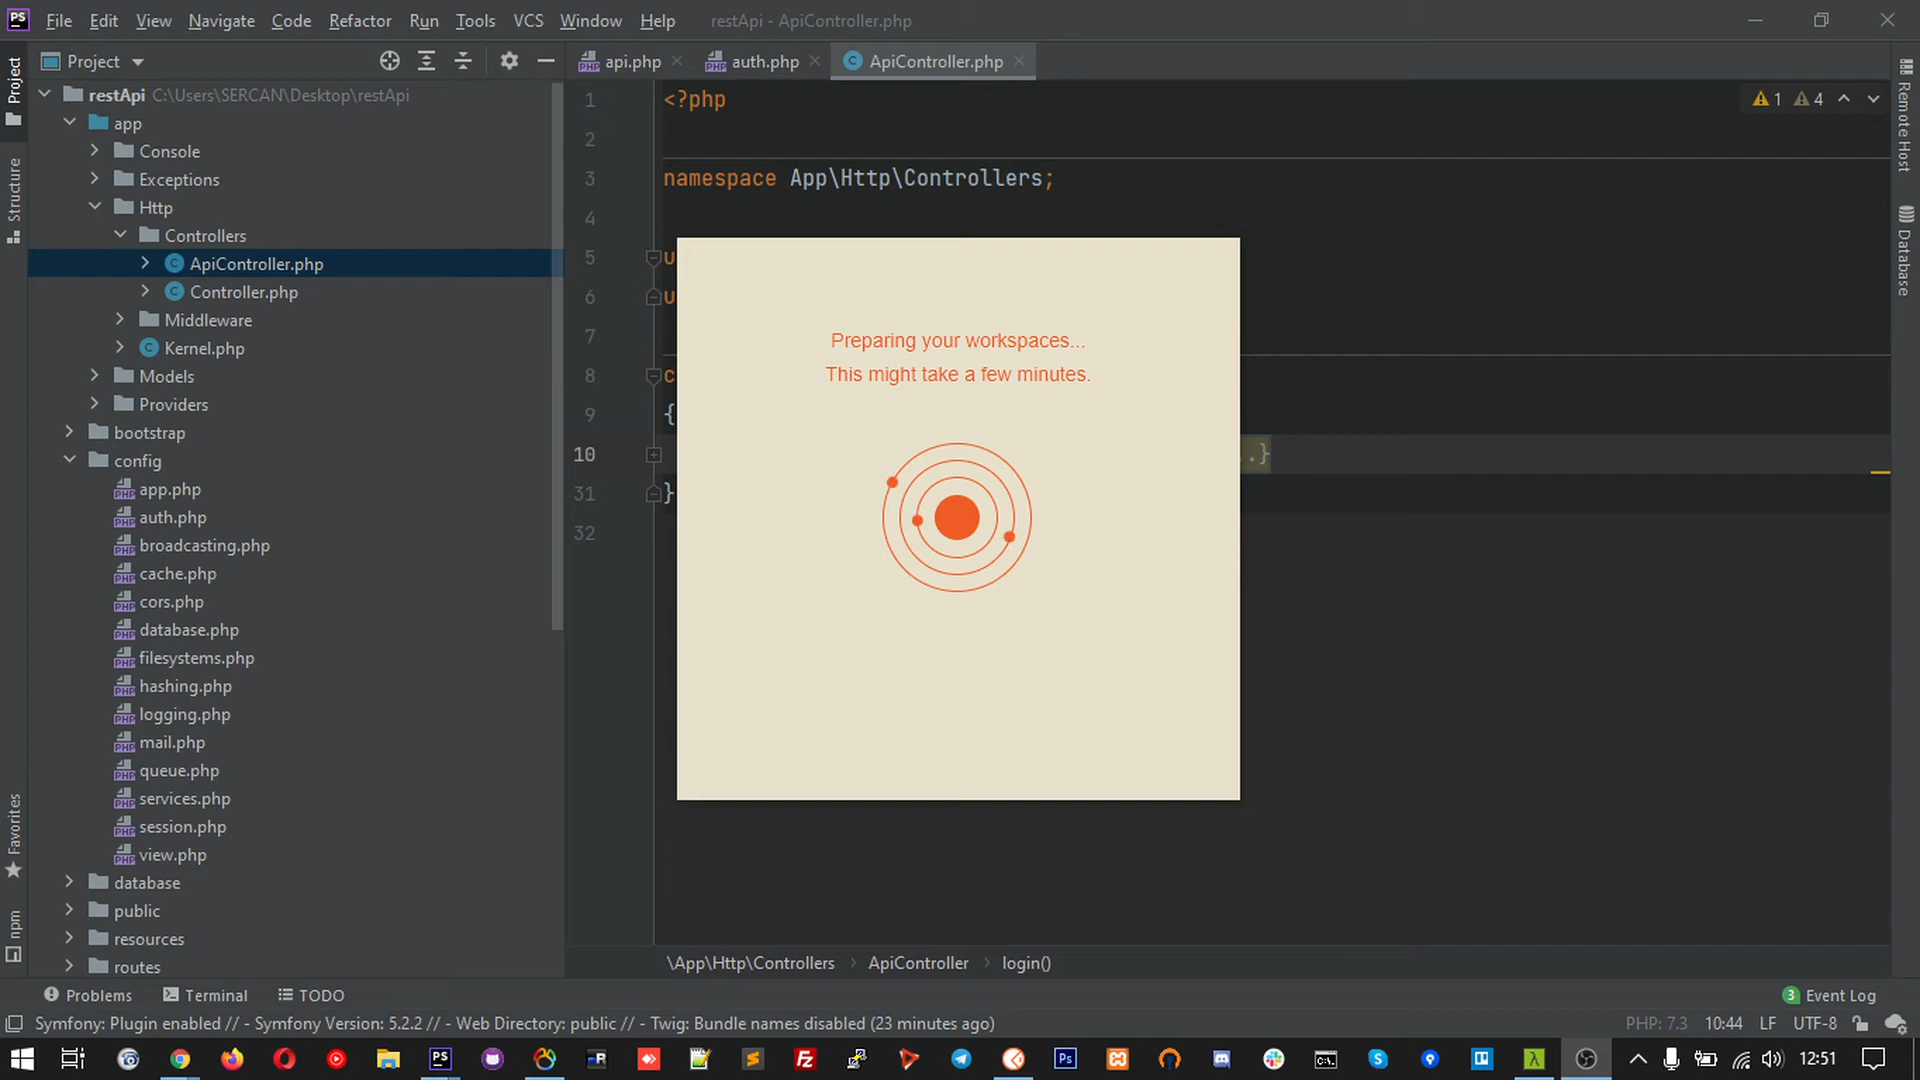 PS File Edit View Navigate Code Refactor Run Tools VCS Window Help restApi - ApiController.php
Project
api.php
auth.php
ApiController.php
restApi C:\Users\SERCAN\Desktop\restApi
app
Console
Exceptions
Http
Controllers
ApiController.php
Controller.php
Middleware
Kernel.php
Models
Providers
bootstrap
config
app.php
auth.php
broadcasting.php
cache.php
cors.php
database.php
filesystems.php
hashing.php
logging.php
mail.php
queue.php
services.php
session.php
view.php
database
public
resources
routes
Project
Structure
Favorites
npm
1 <?php
2
3 namespace App\Http\Controllers;
4
5 u
6 u
7
8 c
9 {
10 ..}
31 }
32
1 4
Preparing your workspaces...
This might take a few minutes.
Remote Host
Database
\App\Http\Controllers › ApiController › login()
Problems Terminal TODO
3 Event Log
Symfony: Plugin enabled // - Symfony Version: 5.2.2 // - Web Directory: public // - Twig: Bundle names disabled (23 minutes ago)
PHP: 7.3 10:44 LF UTF-8
12:51